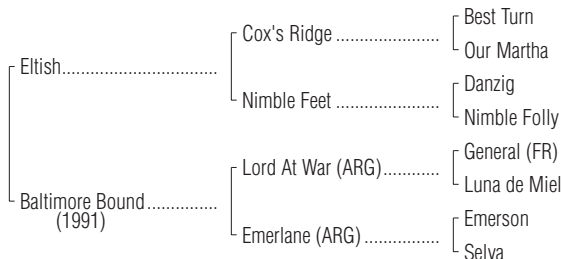 Best Turn
Cox's Ridge ......................
Our Martha
Eltish................................
Danzig
Nimble Feet ......................
Nimble Folly
General (FR)
Lord At War (ARG)............
Luna de Miel
Baltimore Bound...............
(1991)
Emerson
Emerlane (ARG) ................
Selva